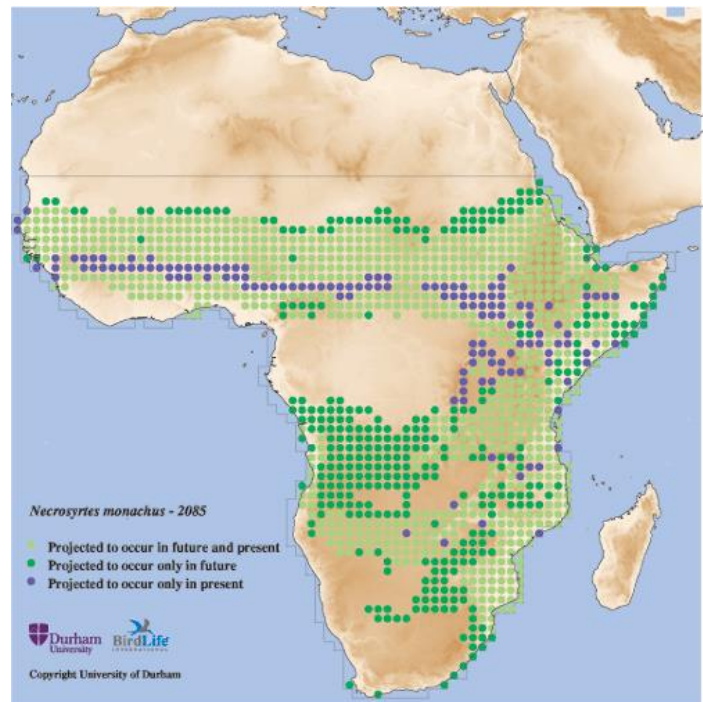 Necrosyrtes monachus - 2085
Projected to occur in future and present
Projected to occur only in future
Projected to occur only in present
Durham
University
BirdLife
INTERNATIONAL
Copyright University of Durham